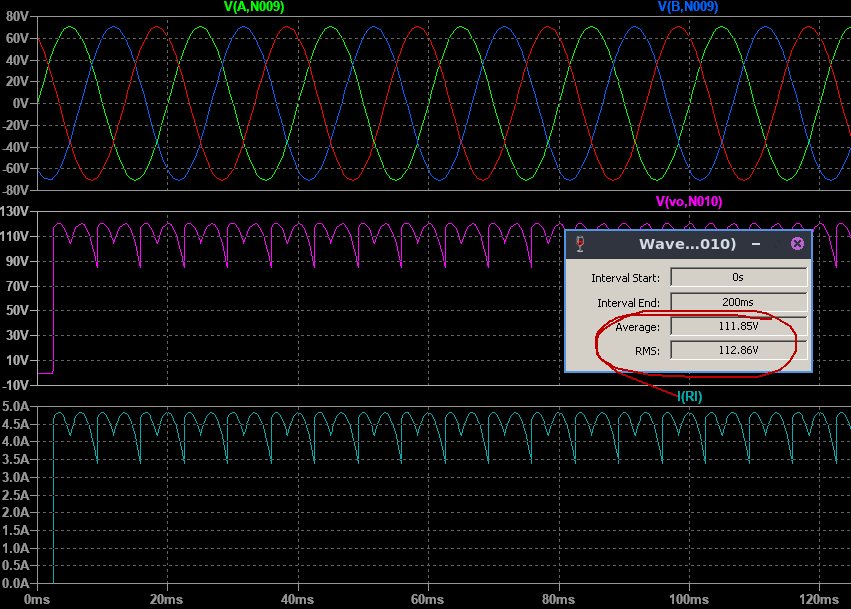 V(A,N009) V(B,N009)
80V
60V
40V
20V
0V
-20V
-40V
-60V
-80V
V(vo,N010)
130V
110V
90V
70V
50V
30V
10V
-10V
Wave...010)
Interval Start: 0s
Interval End: 200ms
Average: 111.85V
RMS: 112.86V
I(Rl)
5.0A
4.5A
4.0A
3.5A
3.0A
2.5A
2.0A
1.5A
1.0A
0.5A
0.0A
0ms 20ms 40ms 60ms 80ms 100ms 120ms